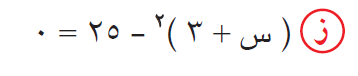 ز ( س + ٣ )٢ − ٢٥ = ٠